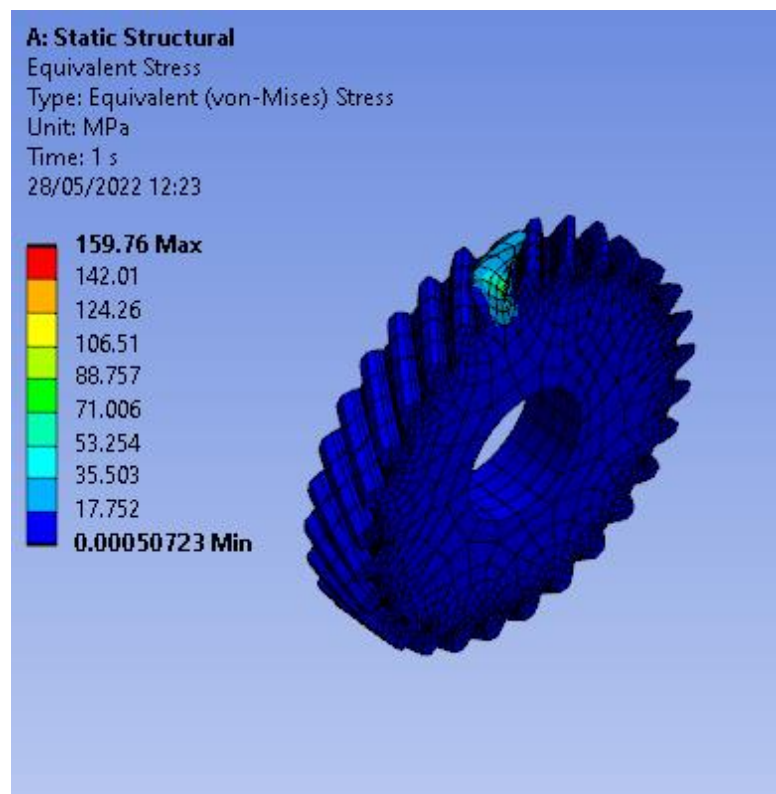 A: Static Structural
Equivalent Stress
Type: Equivalent (von-Mises) Stress
Unit: MPa
Time: 1 s
28/05/2022 12:23
159.76 Max
142.01
124.26
106.51
88.757
71.006
53.254
35.503
17.752
0.00050723 Min